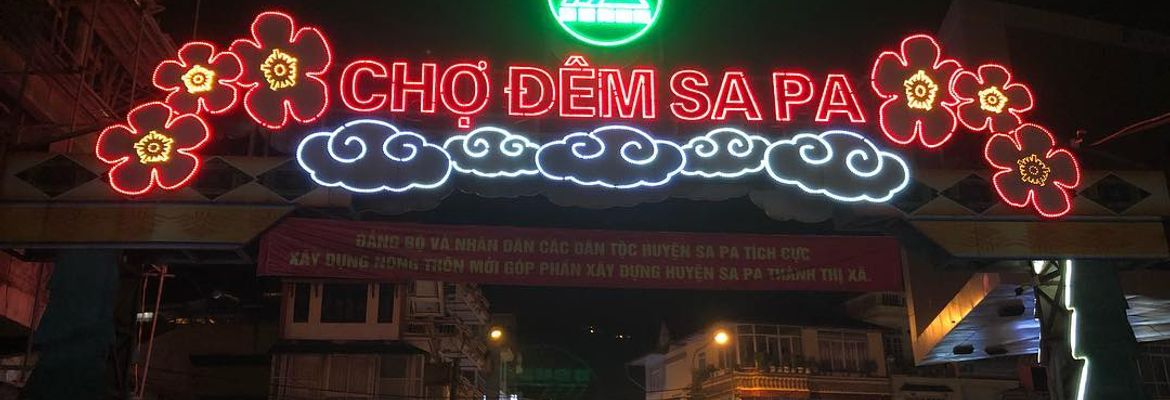 CHỢ ĐÊM SA PA
ĐẢNG BỘ VÀ NHÂN DÂN CÁC DÂN TỘC HUYỆN SA PA TÍCH CỰC
XÂY DỰNG NÔNG THÔN MỚI GÓP PHẦN XÂY DỰNG HUYỆN SA PA THÀNH THỊ XÃ.